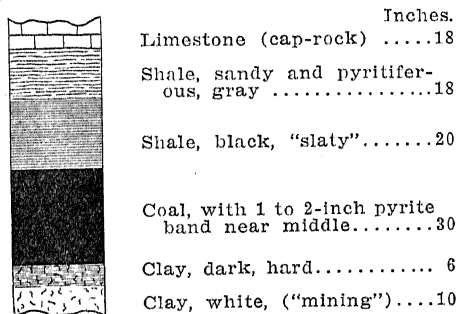 Inches.
Limestone (cap-rock) .....18
Shale, sandy and pyritifer-
ous, gray ................18
Shale, black, “slaty”.......20
Coal, with 1 to 2-inch pyrite
band near middle........30
Clay, dark, hard............ 6
Clay, white, (“mining”)....10